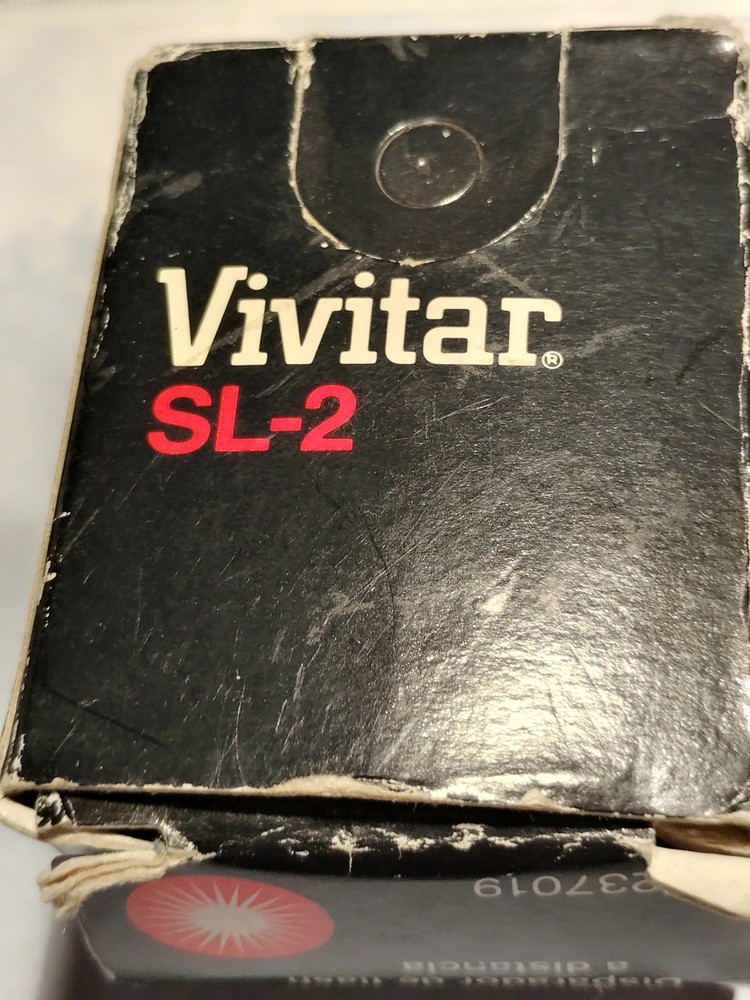 Vivitar®
SL-2
237019
a distancia
Disparador de flash